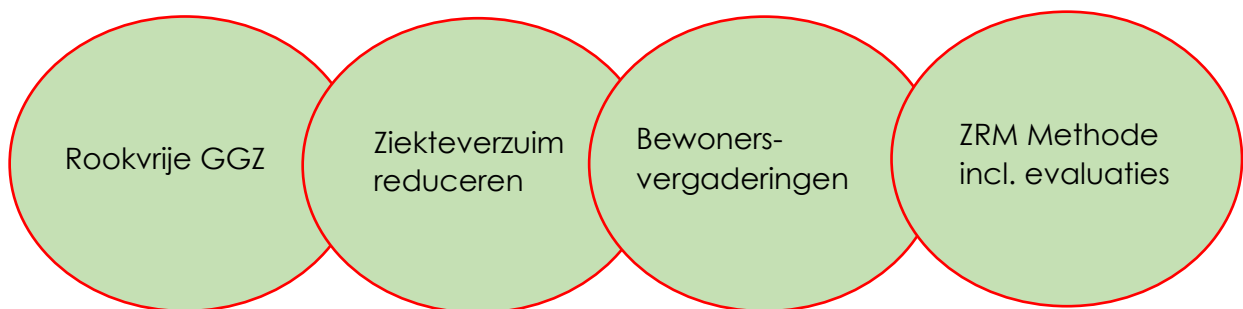 Rookvrije GGZ
Ziekteverzuim
reduceren
Bewoners-
vergaderingen
ZRM Methode
incl. evaluaties